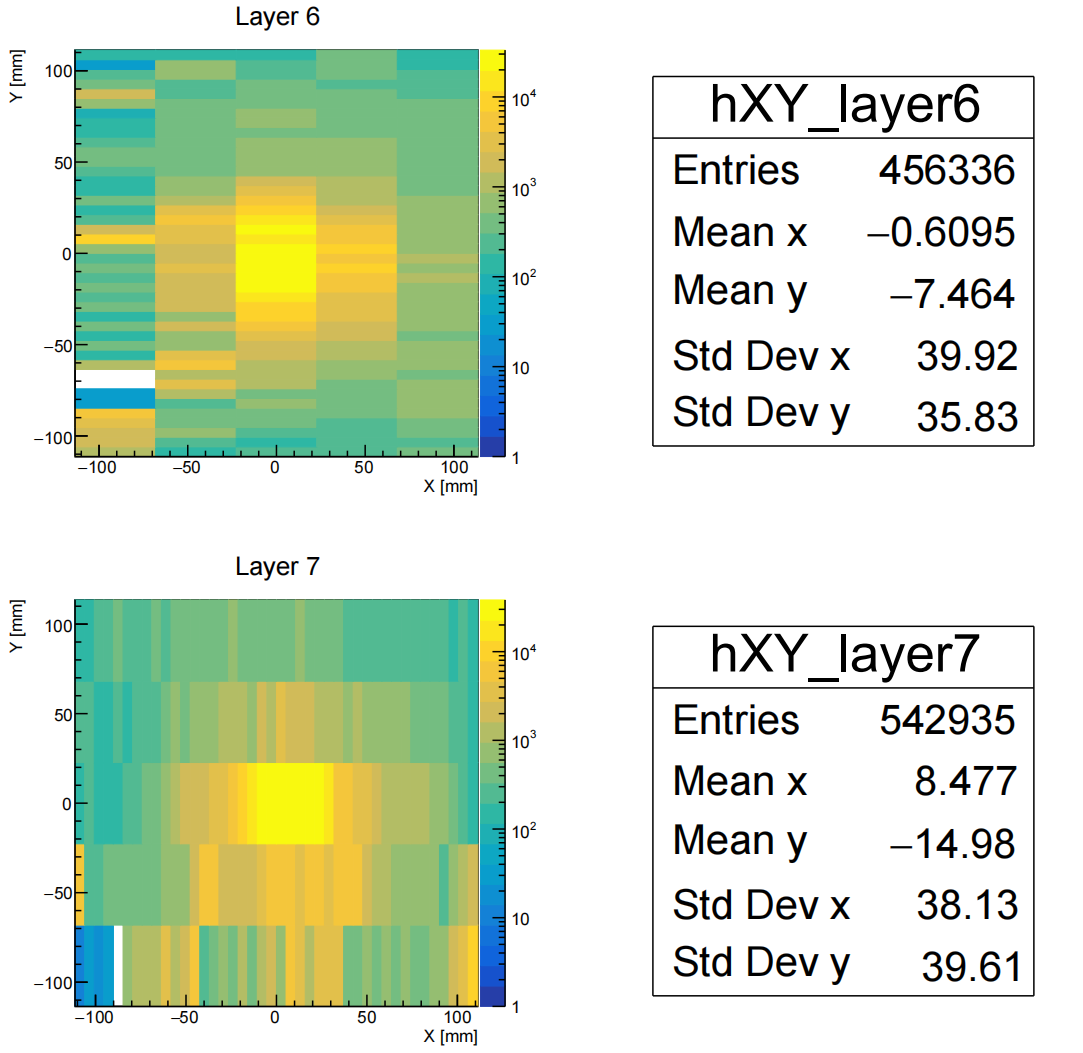 Layer 6
Y [mm]
100
50
0
−50
−100
−100 −50 0 50 100
X [mm]
10⁴
10³
10²
10
1
hXY_layer6
Entries 456336
Mean x −0.6095
Mean y −7.464
Std Dev x 39.92
Std Dev y 35.83
Layer 7
Y [mm]
100
50
0
−50
−100
−100 −50 0 50 100
X [mm]
10⁴
10³
10²
10
1
hXY_layer7
Entries 542935
Mean x 8.477
Mean y −14.98
Std Dev x 38.13
Std Dev y 39.61